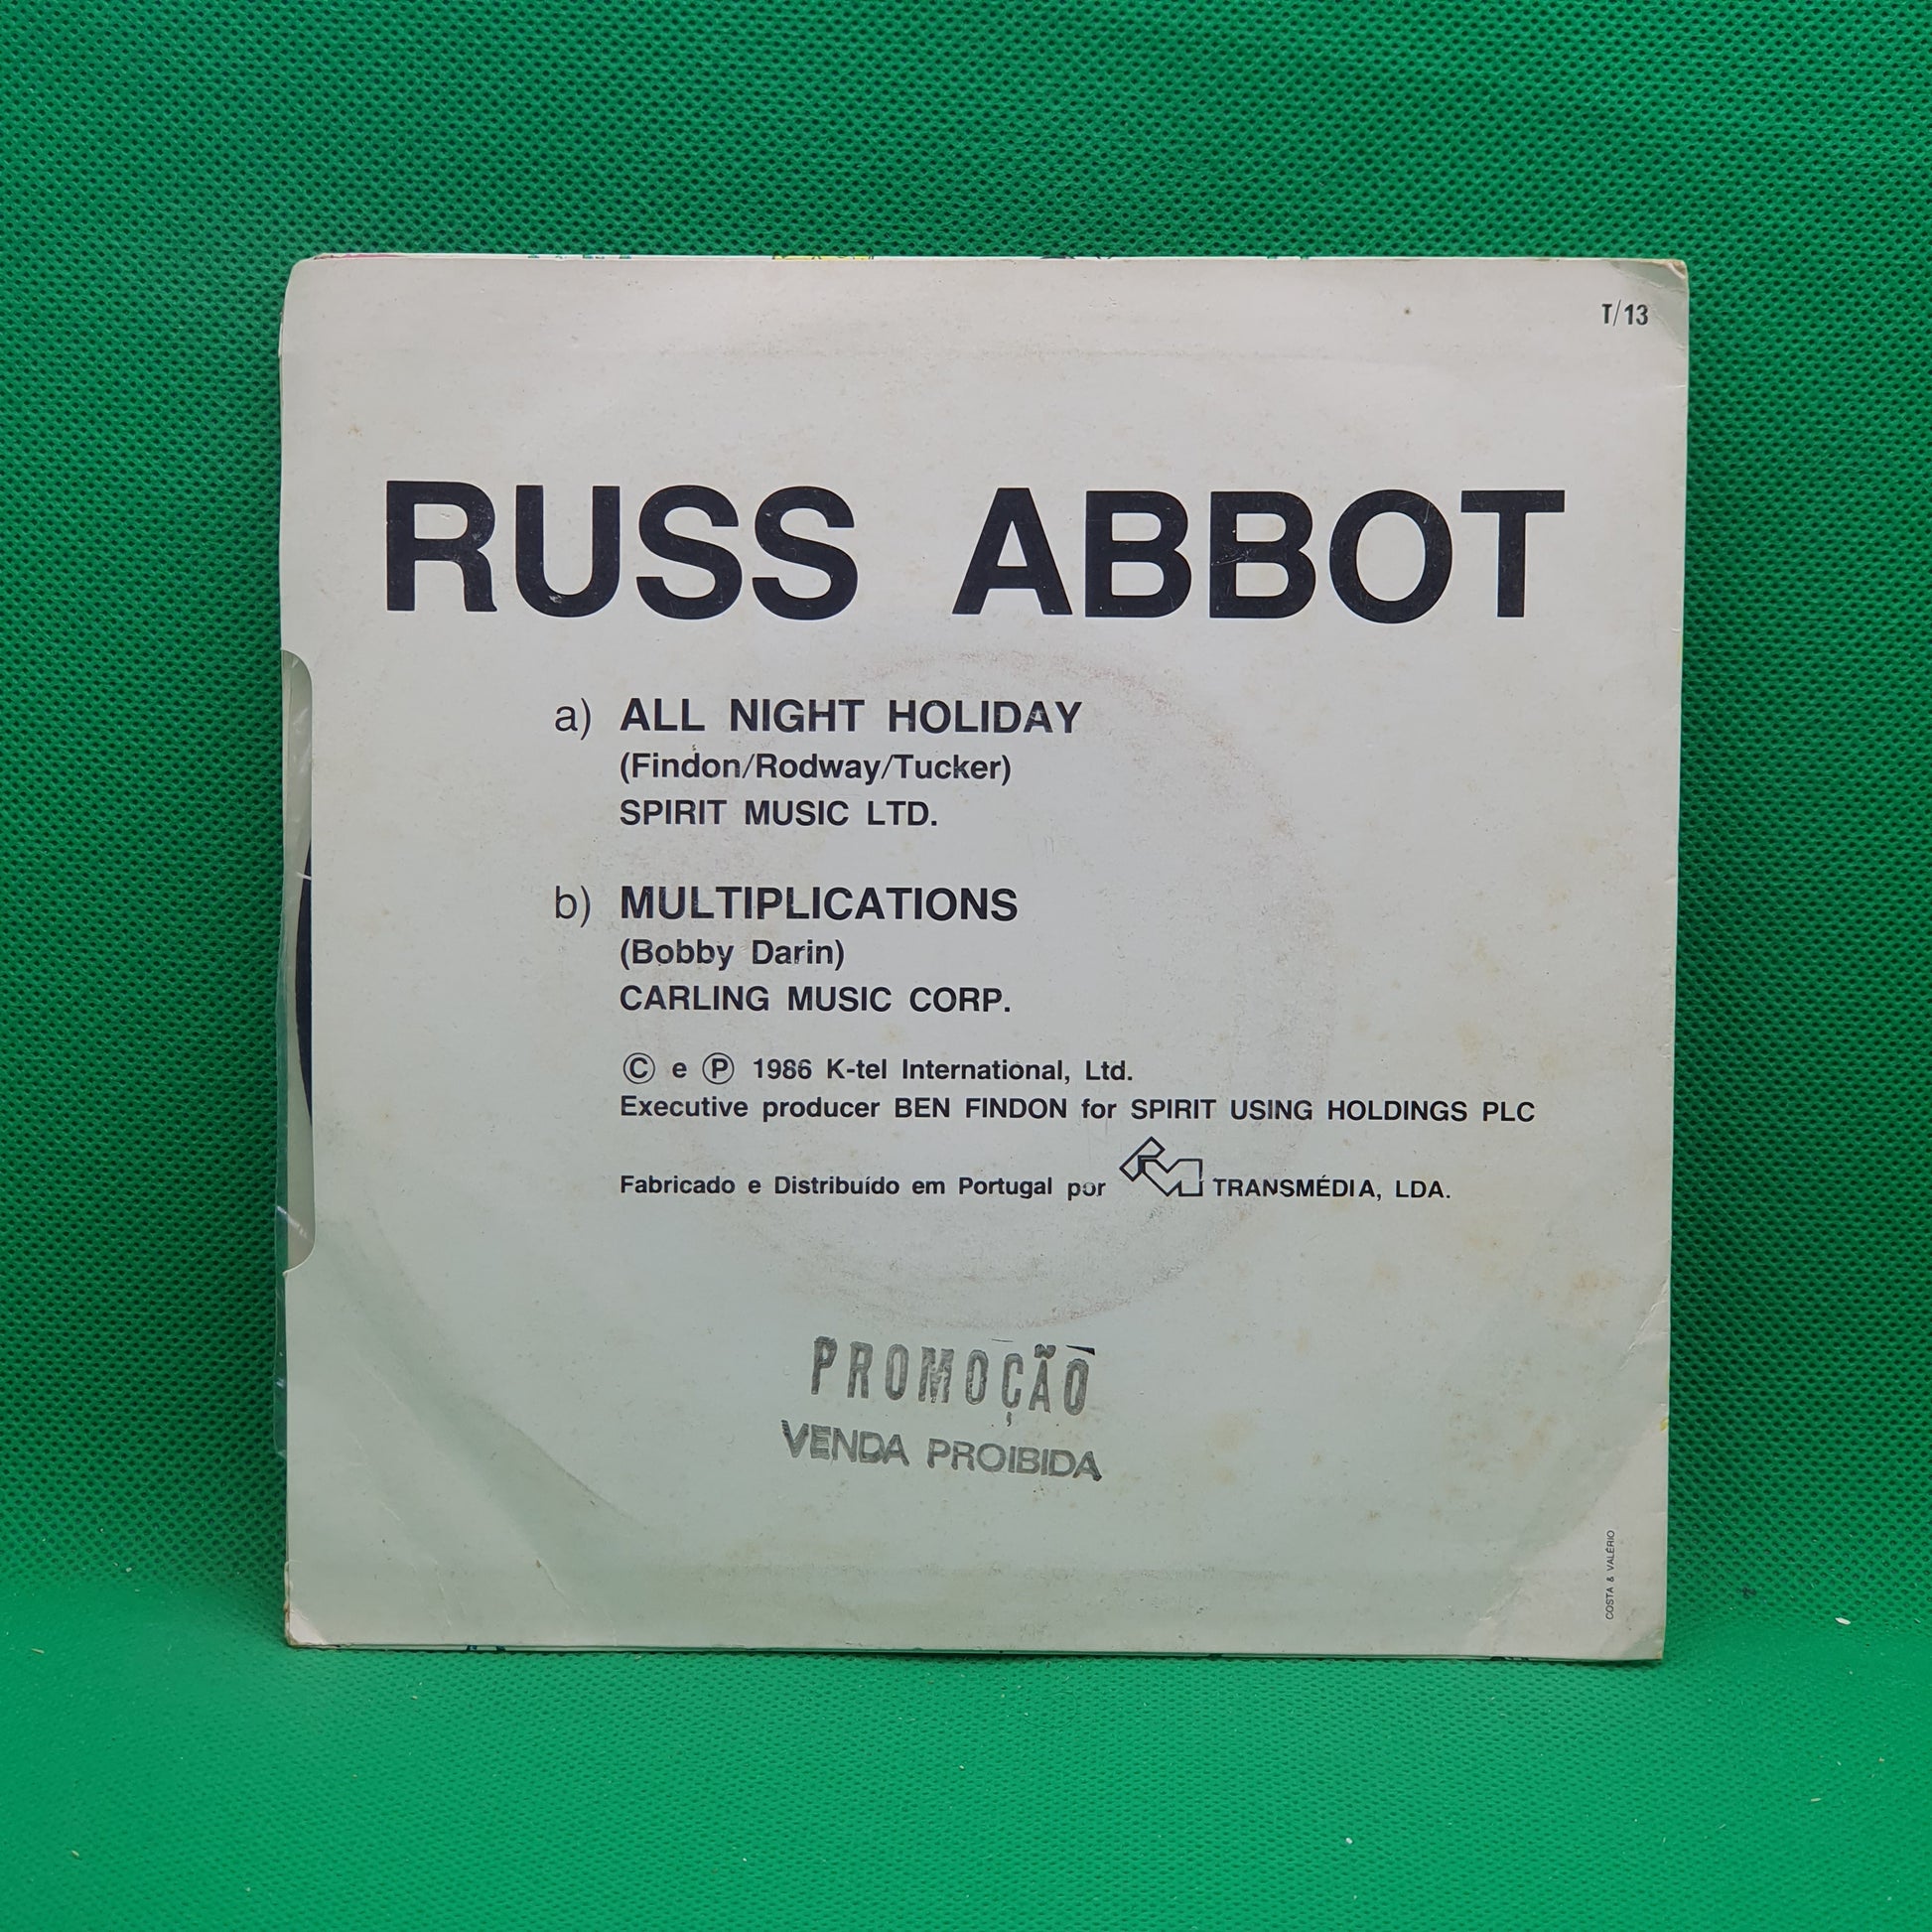 T/13
RUSS ABBOT
a) ALL NIGHT HOLIDAY
(Findon/Rodway/Tucker)
SPIRIT MUSIC LTD.
b) MULTIPLICATIONS
(Bobby Darin)
CARLING MUSIC CORP.
Ⓒ e Ⓟ 1986 K-tel International, Ltd.
Executive producer BEN FINDON for SPIRIT USING HOLDINGS PLC
Fabricado e Distribuído em Portugal por TRANSMÉDIA, LDA.
PROMOÇÃO
VENDA PROIBIDA
COSTA & VALÉRIO